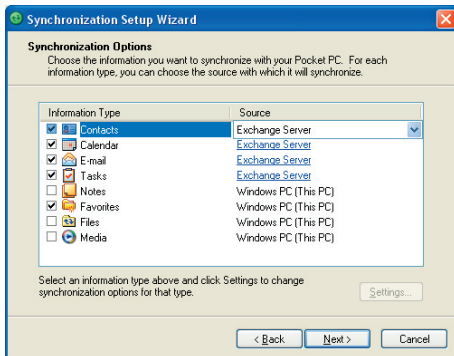 Synchronization Setup Wizard
Synchronization Options
Choose the information you want to synchronize with your Pocket PC. For each
information type, you can choose the source with which it will synchronize.
Information Type Source
Contacts Exchange Server
Calendar Exchange Server
E-mail Exchange Server
Tasks Exchange Server
Notes Windows PC (This PC)
Favorites Windows PC (This PC)
Files Windows PC (This PC)
Media Windows PC (This PC)
Select an information type above and click Settings to change
synchronization options for that type.
Settings...
< Back Next > Cancel